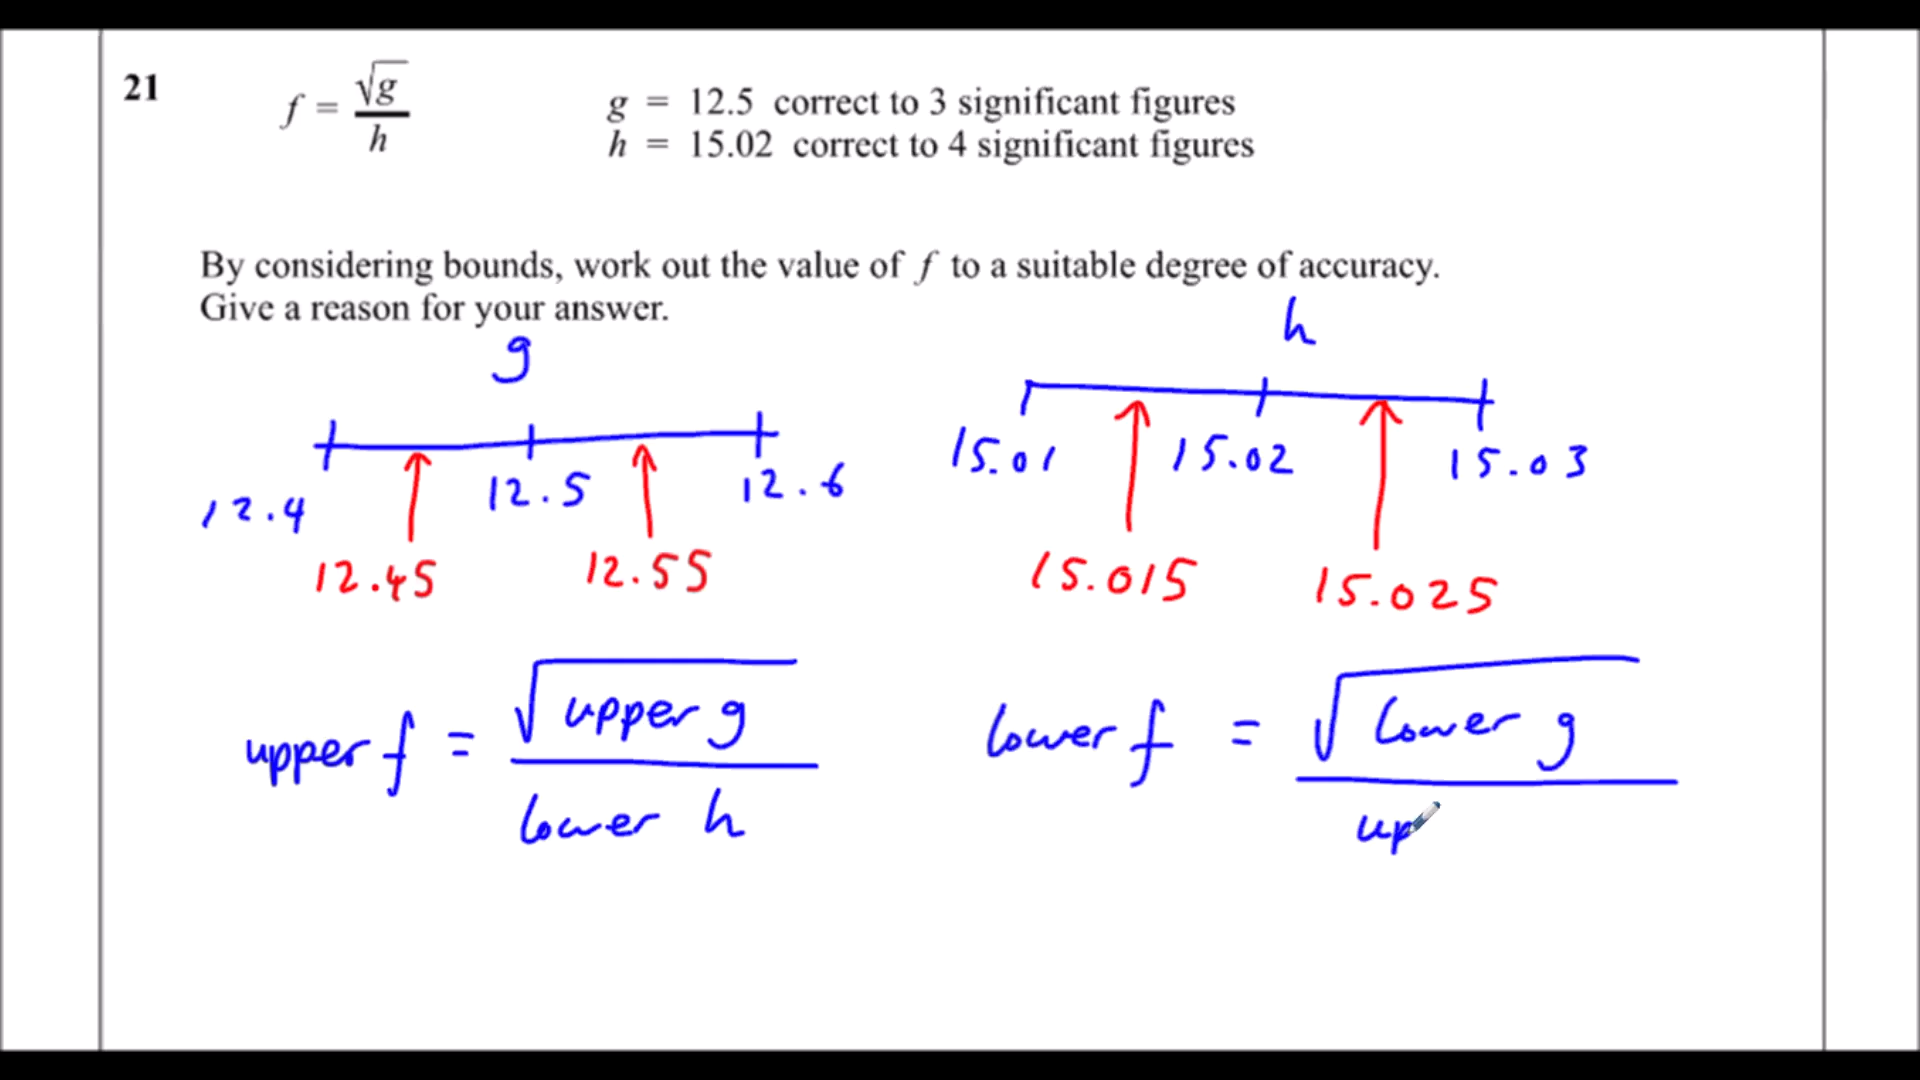 21 f = √g / h g = 12.5 correct to 3 significant figures
h = 15.02 correct to 4 significant figures
By considering bounds, work out the value of f to a suitable degree of accuracy.
Give a reason for your answer.
g
12.4 12.5 12.6
12.45 12.55
h
15.01 15.02 15.03
15.015 15.025
upper f = √upper g / lower h
lower f = √lower g / up